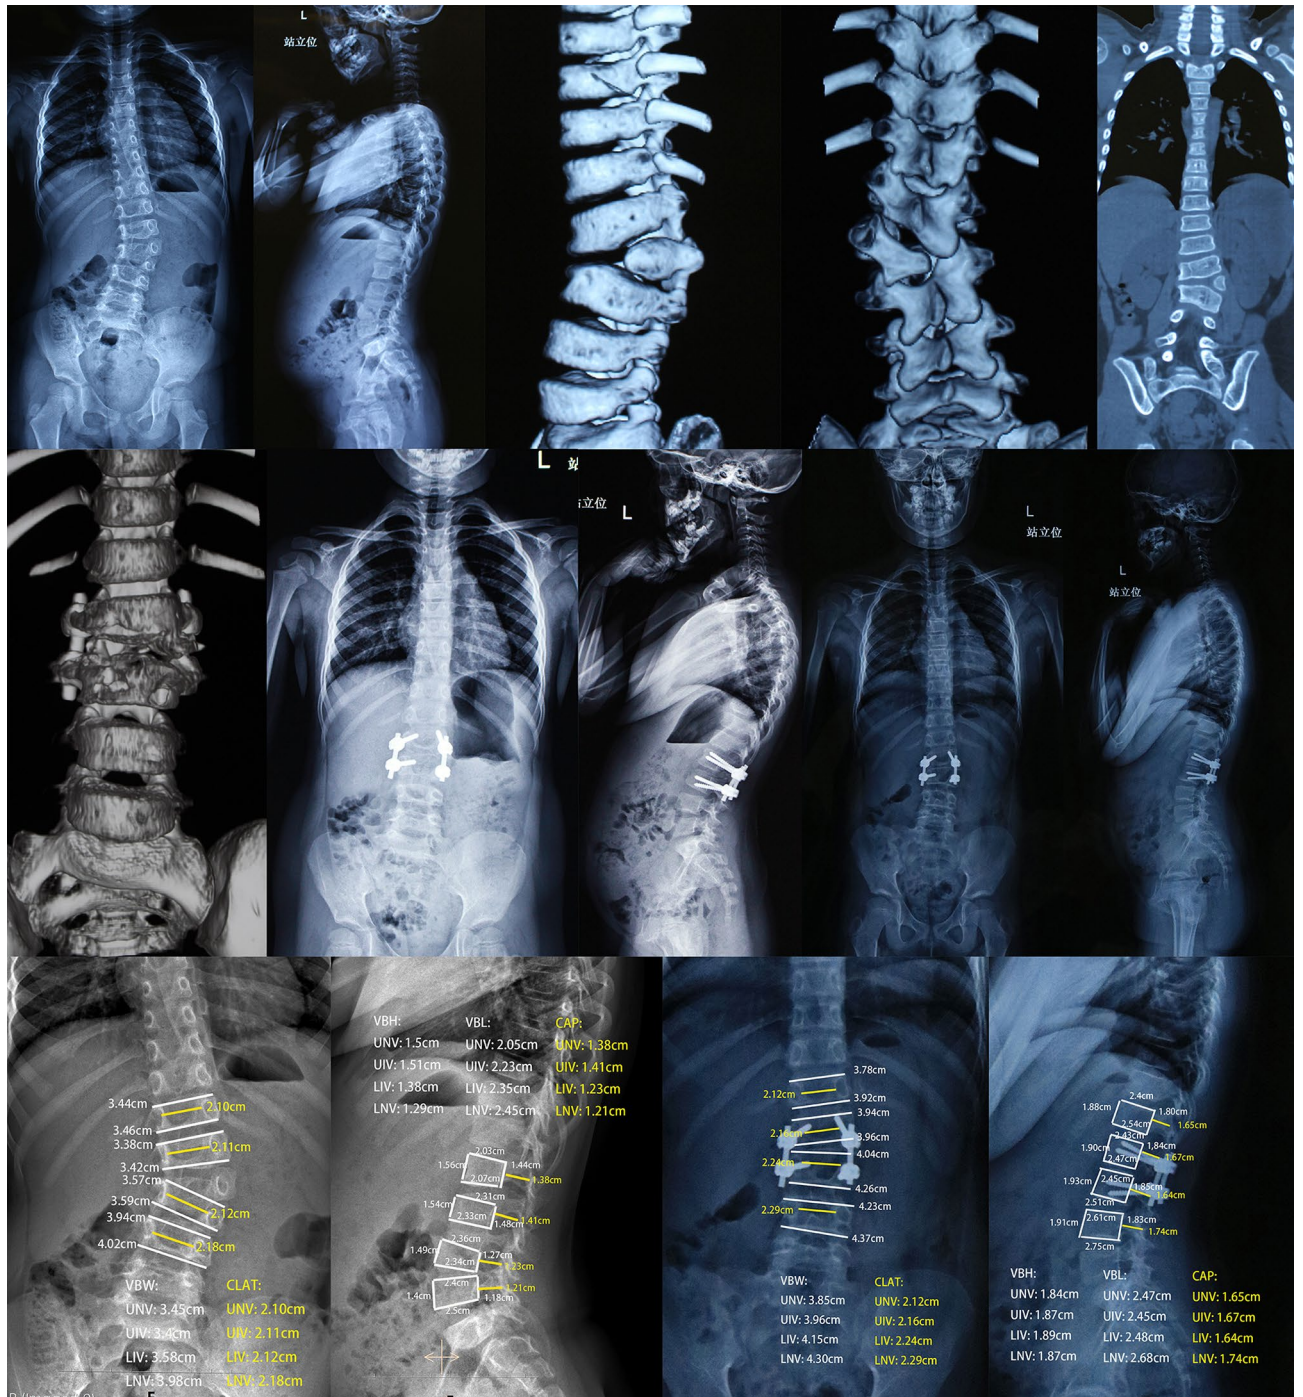 L
站立位
L
立位
L
L
站立位
L
站立位
3.44cm
2.10cm
3.46cm
3.38cm
2.11cm
3.42cm
3.57cm
3.59cm
2.12cm
3.94cm
2.18cm
4.02cm
VBW:
CLAT:
UNV: 3.45cm
UNV: 2.10cm
UIV: 3.4cm
UIV: 2.11cm
LIV: 3.58cm
LIV: 2.12cm
LNV: 3.98cm
LNV: 2.18cm
VBH:
VBL:
CAP:
UNV: 1.5cm
UNV: 2.05cm
UNV: 1.38cm
UIV: 1.51cm
UIV: 2.23cm
UIV: 1.41cm
LIV: 1.38cm
LIV: 2.35cm
LIV: 1.23cm
LNV: 1.29cm
LNV: 2.45cm
LNV: 1.21cm
2.03cm
1.56cm
1.44cm
2.07cm
1.38cm
2.31cm
1.54cm
2.33cm
1.48cm
1.41cm
2.36cm
1.49cm
1.27cm
2.34cm
1.23cm
2.4cm
1.21cm
1.4cm
1.18cm
2.5cm
3.78cm
2.12cm
3.92cm
3.94cm
2.16cm
3.96cm
4.04cm
2.24cm
4.26cm
4.23cm
2.29cm
4.37cm
VBW:
CLAT:
UNV: 3.85cm
UNV: 2.12cm
UIV: 3.96cm
UIV: 2.16cm
LIV: 4.15cm
LIV: 2.24cm
LNV: 4.30cm
LNV: 2.29cm
2.4cm
1.88cm
1.80cm
2.54cm
1.65cm
2.43cm
1.90cm
1.84cm
2.47cm
1.67cm
2.45cm
1.93cm
1.85cm
1.64cm
2.51cm
2.61cm
1.91cm
1.83cm
1.74cm
2.75cm
VBH:
VBL:
CAP:
UNV: 1.84cm
UNV: 2.47cm
UNV: 1.65cm
UIV: 1.87cm
UIV: 2.45cm
UIV: 1.67cm
LIV: 1.89cm
LIV: 2.48cm
LIV: 1.64cm
LNV: 1.87cm
LNV: 2.68cm
LNV: 1.74cm